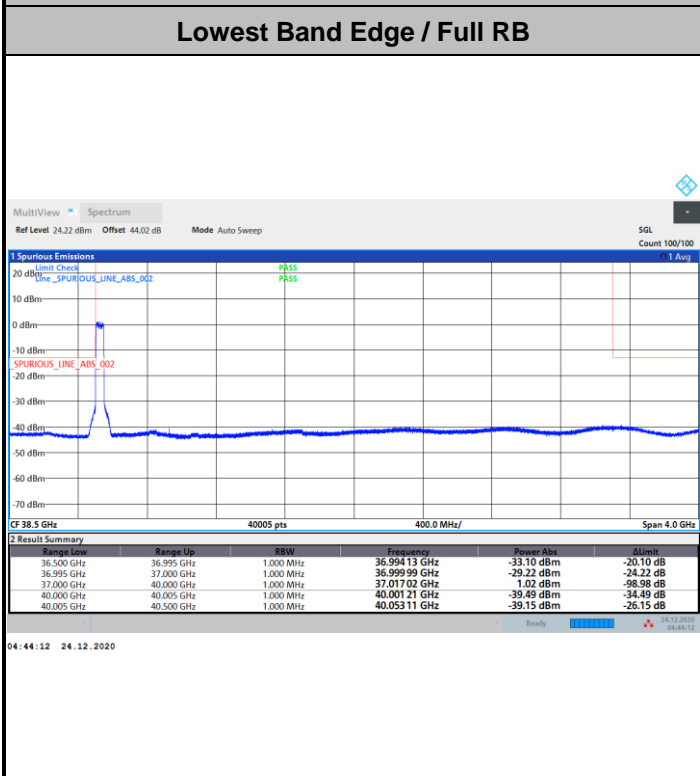 Lowest Band Edge / Full RB
MultiView Spectrum
Ref Level 24.22 dBm Offset 44.02 dB Mode Auto Sweep SGL
Count 100/100
1 Spurious Emissions 1 Avg
Limit Check PASS
20 dBm
Line _SPURIOUS_LINE_ABS_002 PASS
10 dBm
0 dBm
-10 dBm
_SPURIOUS_LINE_ABS_002
-20 dBm
-30 dBm
-40 dBm
-50 dBm
-60 dBm
-70 dBm
CF 38.5 GHz 40005 pts 400.0 MHz/ Span 4.0 GHz
2 Result Summary
Range Low Range Up RBW Frequency Power Abs ΔLimit
36.500 GHz 36.995 GHz 1.000 MHz 36.994 13 GHz -33.10 dBm -20.10 dB
36.995 GHz 37.000 GHz 1.000 MHz 36.999 99 GHz -29.22 dBm -24.22 dB
37.000 GHz 40.000 GHz 1.000 MHz 37.017 02 GHz 1.02 dBm -98.98 dB
40.000 GHz 40.005 GHz 1.000 MHz 40.001 21 GHz -39.49 dBm -34.49 dB
40.005 GHz 40.500 GHz 1.000 MHz 40.053 11 GHz -39.15 dBm -26.15 dB
Ready 24.12.2020
04:44:12
04:44:12 24.12.2020